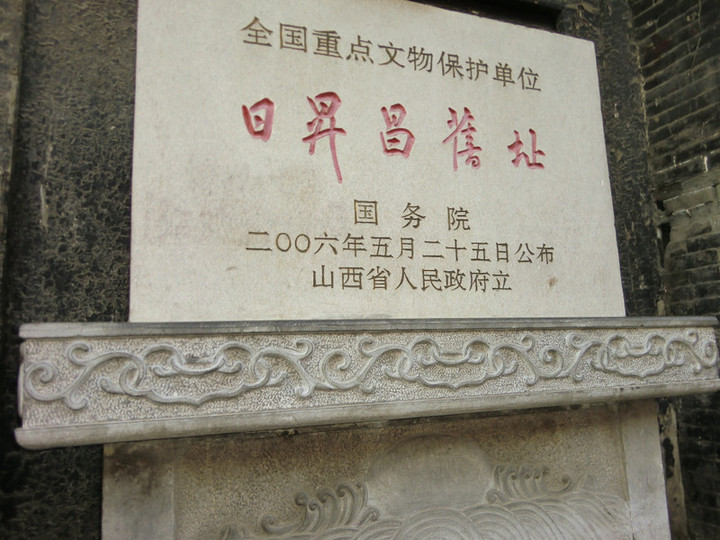 全国重点文物保护单位
日昇昌舊址
国务院
二〇〇六年五月二十五日公布
山西省人民政府立